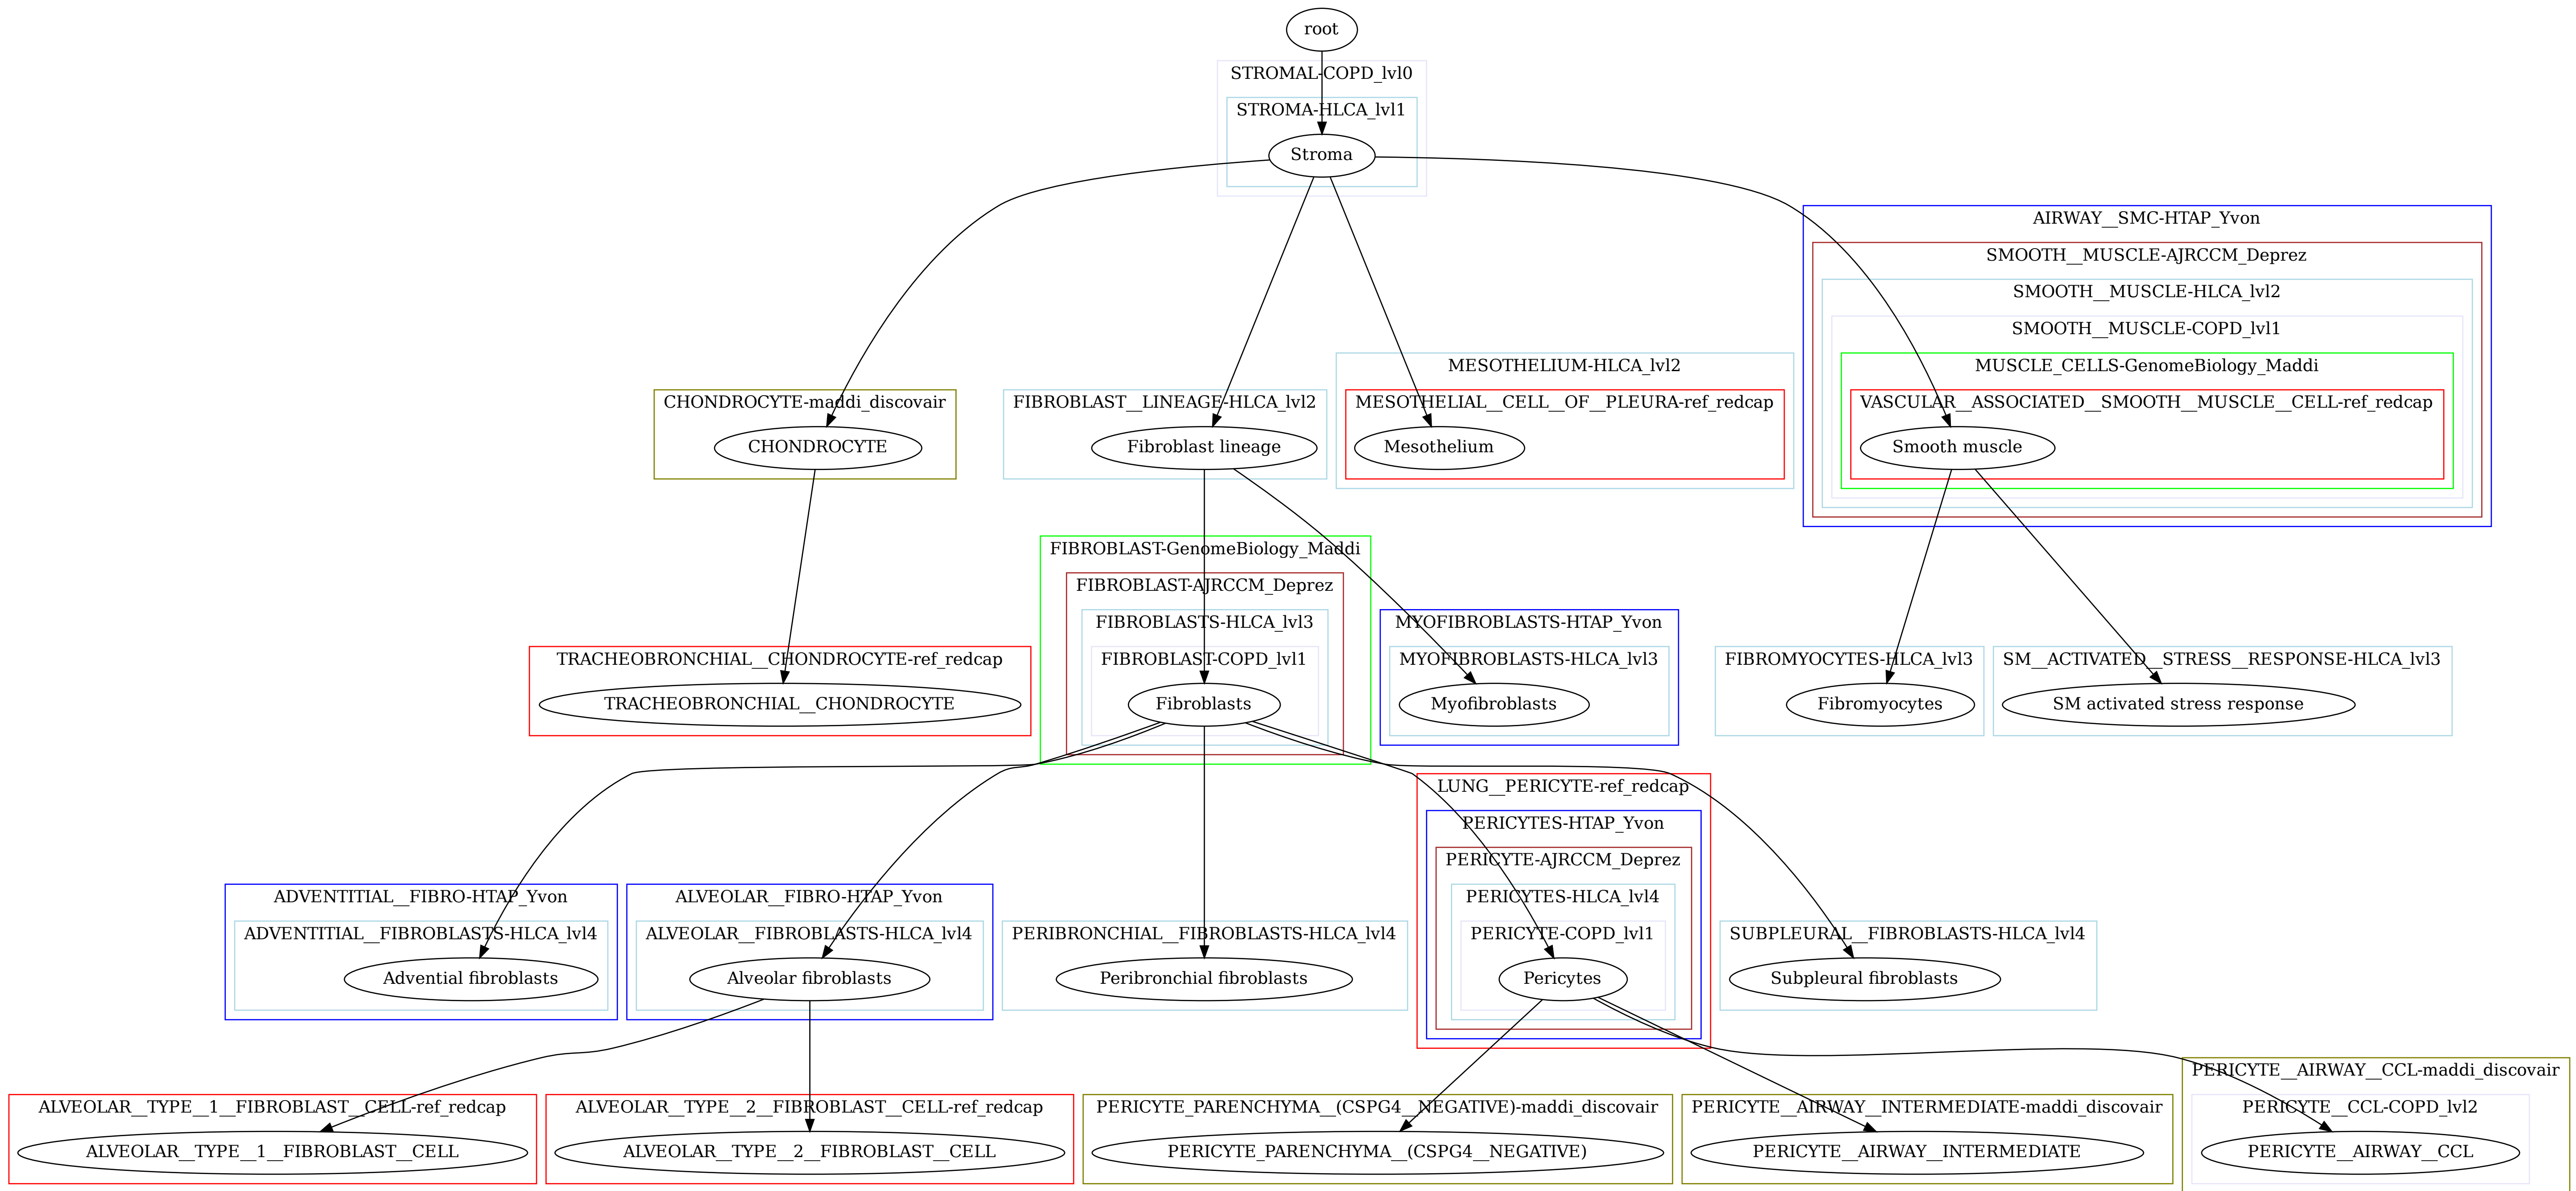 root
STROMAL-COPD_lvl0
STROMA-HLCA_lvl1
Stroma
AIRWAY__SMC-HTAP_Yvon
SMOOTH__MUSCLE-AJRCCM_Deprez
SMOOTH__MUSCLE-HLCA_lvl2
SMOOTH__MUSCLE-COPD_lvl1
MESOTHELIUM-HLCA_lvl2
MUSCLE_CELLS-GenomeBiology_Maddi
CHONDROCYTE-maddi_discovair
FIBROBLAST__LINEAGE-HLCA_lvl2
MESOTHELIAL__CELL__OF__PLEURA-ref_redcap
VASCULAR__ASSOCIATED__SMOOTH__MUSCLE__CELL-ref_redcap
CHONDROCYTE
Fibroblast lineage
Mesothelium
Smooth muscle
FIBROBLAST-GenomeBiology_Maddi
FIBROBLAST-AJRCCM_Deprez
FIBROBLASTS-HLCA_lvl3
MYOFIBROBLASTS-HTAP_Yvon
TRACHEOBRONCHIAL__CHONDROCYTE-ref_redcap
FIBROBLAST-COPD_lvl1
MYOFIBROBLASTS-HLCA_lvl3
FIBROMYOCYTES-HLCA_lvl3
SM__ACTIVATED__STRESS__RESPONSE-HLCA_lvl3
TRACHEOBRONCHIAL__CHONDROCYTE
Fibroblasts
Myofibroblasts
Fibromyocytes
SM activated stress response
LUNG__PERICYTE-ref_redcap
PERICYTES-HTAP_Yvon
PERICYTE-AJRCCM_Deprez
ADVENTITIAL__FIBRO-HTAP_Yvon
ALVEOLAR__FIBRO-HTAP_Yvon
PERICYTES-HLCA_lvl4
ADVENTITIAL__FIBROBLASTS-HLCA_lvl4
ALVEOLAR__FIBROBLASTS-HLCA_lvl4
PERIBRONCHIAL__FIBROBLASTS-HLCA_lvl4
PERICYTE-COPD_lvl1
SUBPLEURAL__FIBROBLASTS-HLCA_lvl4
Advential fibroblasts
Alveolar fibroblasts
Peribronchial fibroblasts
Pericytes
Subpleural fibroblasts
PERICYTE__AIRWAY__CCL-maddi_discovair
ALVEOLAR__TYPE__1__FIBROBLAST__CELL-ref_redcap
ALVEOLAR__TYPE__2__FIBROBLAST__CELL-ref_redcap
PERICYTE_PARENCHYMA__(CSPG4__NEGATIVE)-maddi_discovair
PERICYTE__AIRWAY__INTERMEDIATE-maddi_discovair
PERICYTE__CCL-COPD_lvl2
ALVEOLAR__TYPE__1__FIBROBLAST__CELL
ALVEOLAR__TYPE__2__FIBROBLAST__CELL
PERICYTE_PARENCHYMA__(CSPG4__NEGATIVE)
PERICYTE__AIRWAY__INTERMEDIATE
PERICYTE__AIRWAY__CCL